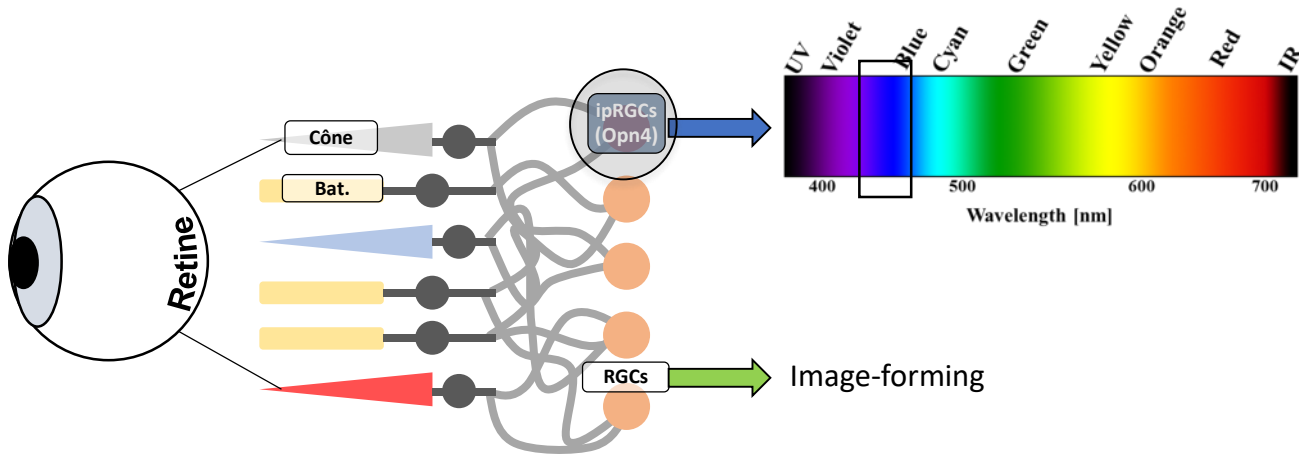 Retine
Cône
Bat.
ipRGCs
(Opn4)
RGCs
Image-forming
UV Violet Blue Cyan Green Yellow Orange Red IR
400 500 600 700
Wavelength [nm]